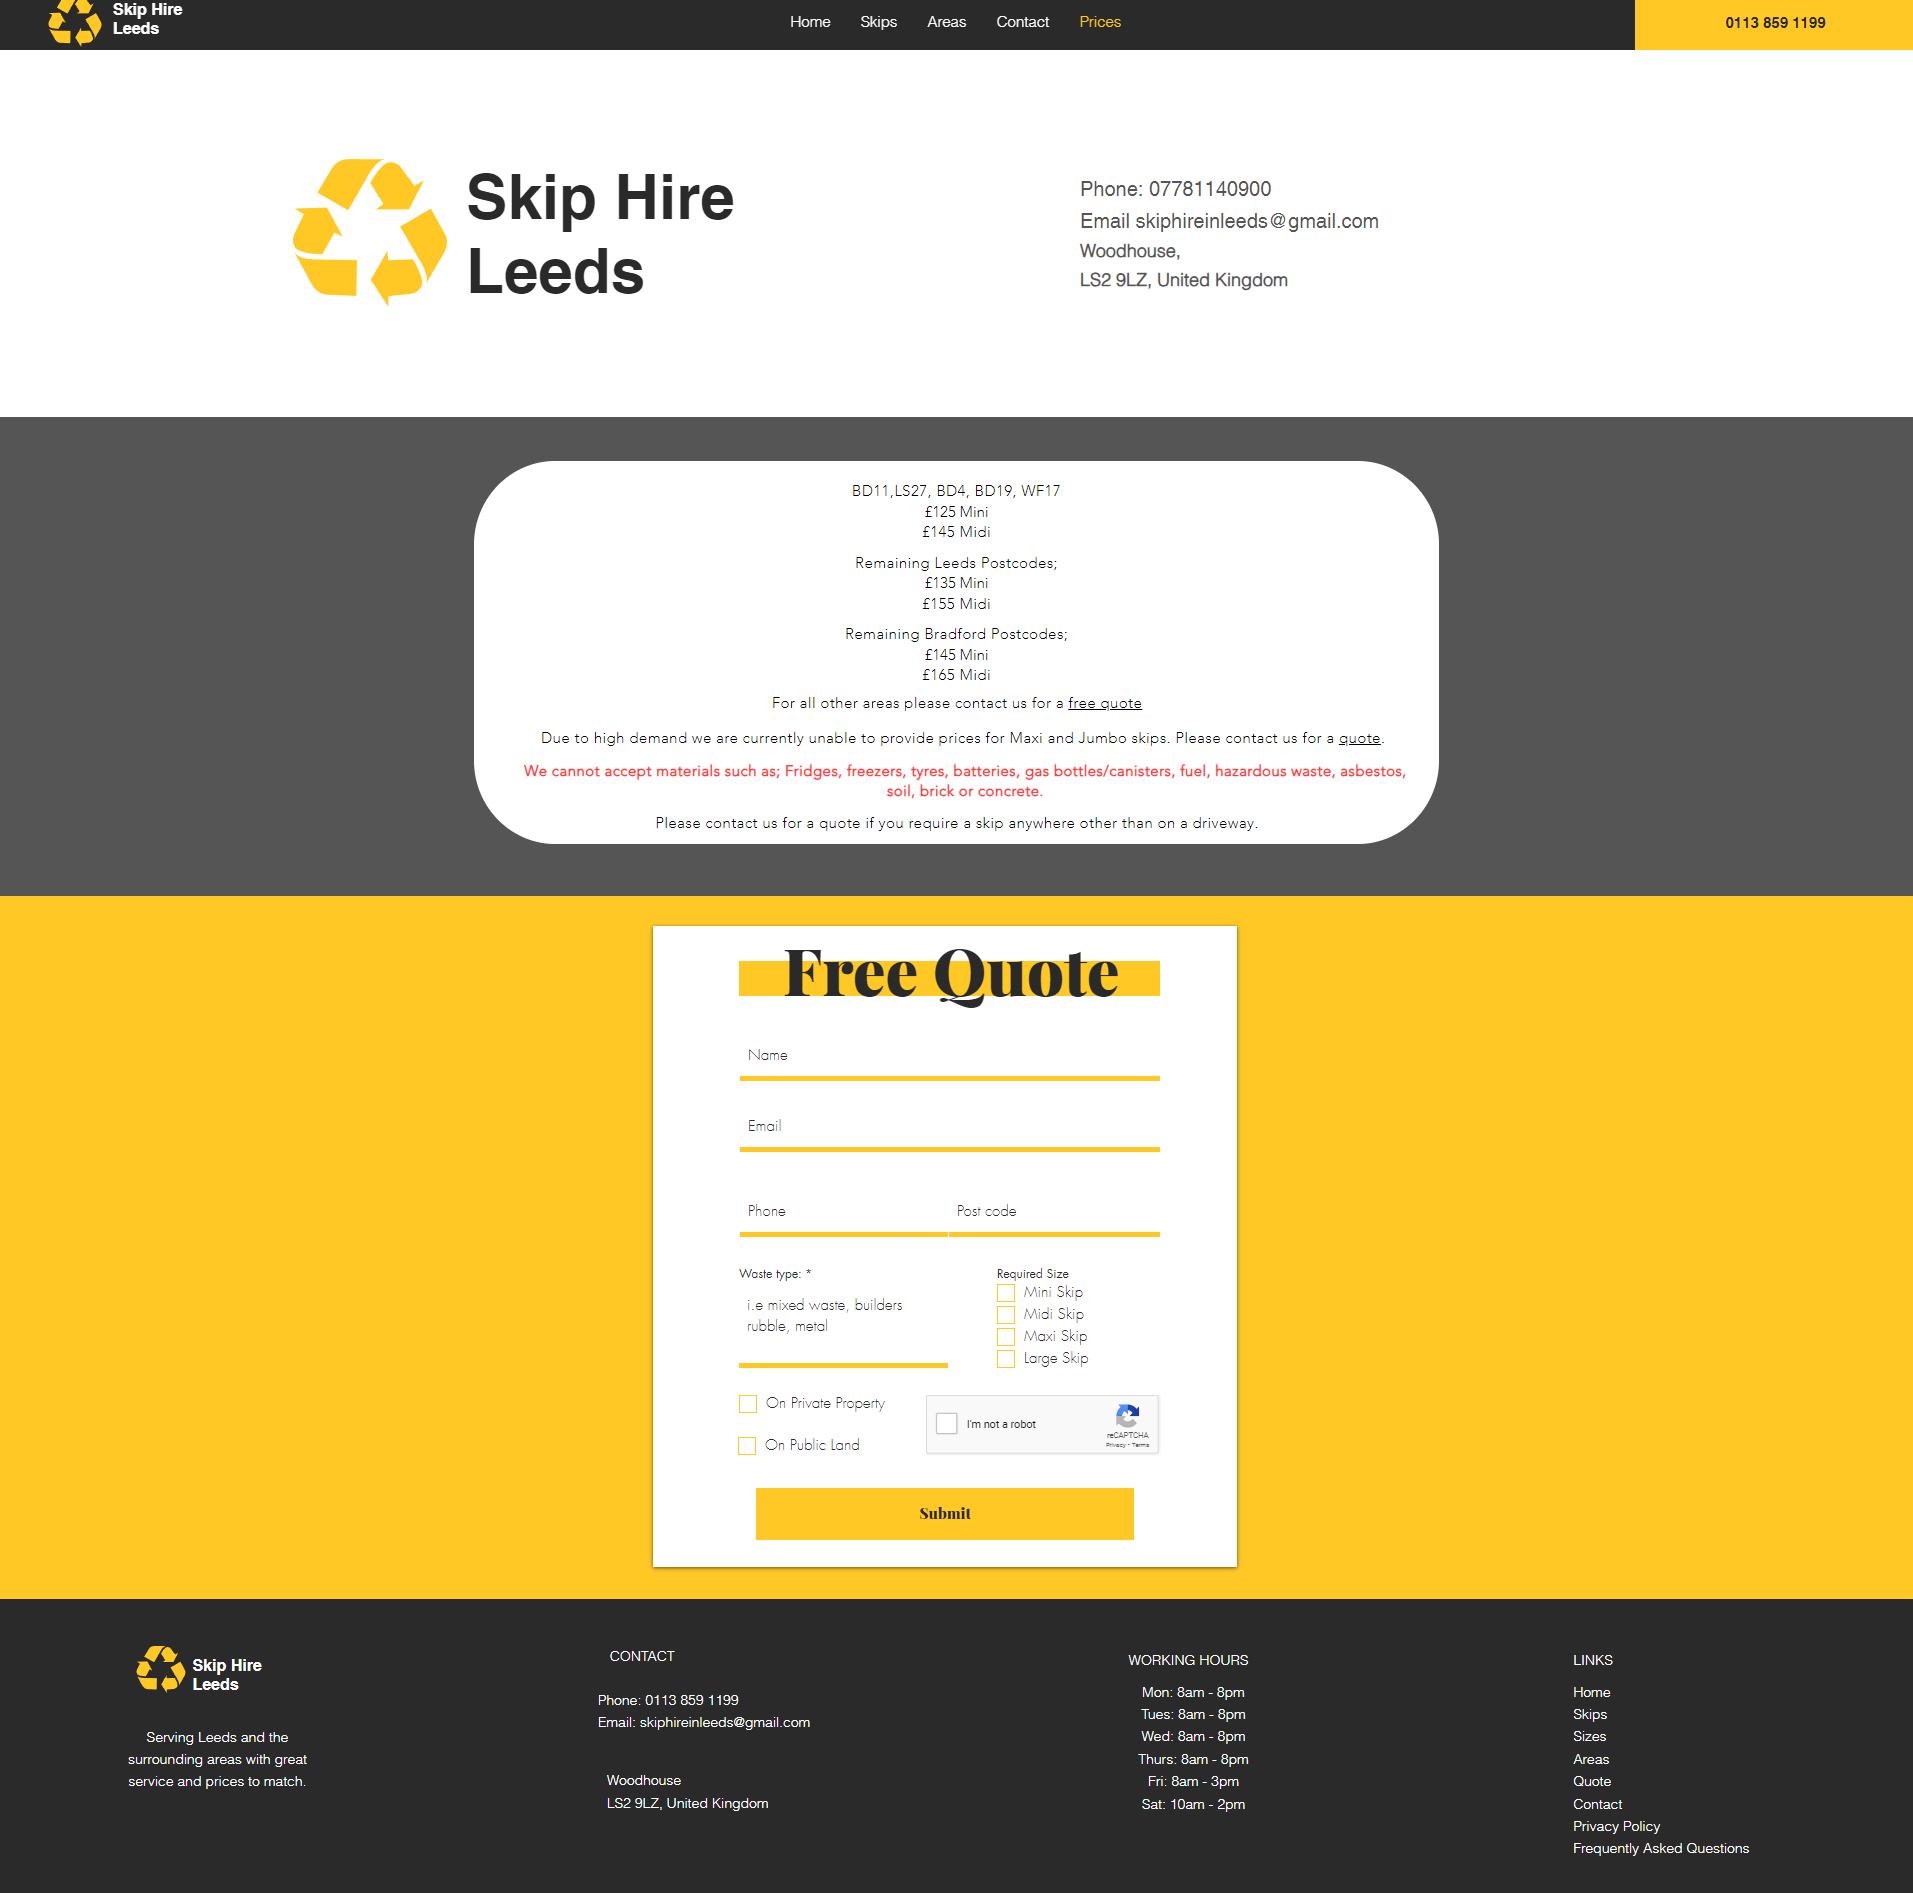 Skip Hire
Leeds
Home Skips Areas Contact Prices
0113 859 1199
Skip Hire
Leeds
Phone: 07781140900
Email skiphireinleeds@gmail.com
Woodhouse,
LS2 9LZ, United Kingdom
BD11,LS27, BD4, BD19, WF17
£125 Mini
£145 Midi
Remaining Leeds Postcodes;
£135 Mini
£155 Midi
Remaining Bradford Postcodes;
£145 Mini
£165 Midi
For all other areas please contact us for a free quote
Due to high demand we are currently unable to provide prices for Maxi and Jumbo skips. Please contact us for a quote.
We cannot accept materials such as; Fridges, freezers, tyres, batteries, gas bottles/canisters, fuel, hazardous waste, asbestos,
soil, brick or concrete.
Please contact us for a quote if you require a skip anywhere other than on a driveway.
Free Quote
Name
Email
Phone
Post code
Waste type: *
i.e mixed waste, builders
rubble, metal
Required Size
Mini Skip
Midi Skip
Maxi Skip
Large Skip
On Private Property
On Public Land
I'm not a robot
reCAPTCHA
Privacy - Terms
Submit
Skip Hire
Leeds
Serving Leeds and the
surrounding areas with great
service and prices to match.
CONTACT
Phone: 0113 859 1199
Email: skiphireinleeds@gmail.com
Woodhouse
LS2 9LZ, United Kingdom
WORKING HOURS
Mon: 8am - 8pm
Tues: 8am - 8pm
Wed: 8am - 8pm
Thurs: 8am - 8pm
Fri: 8am - 3pm
Sat: 10am - 2pm
LINKS
Home
Skips
Sizes
Areas
Quote
Contact
Privacy Policy
Frequently Asked Questions